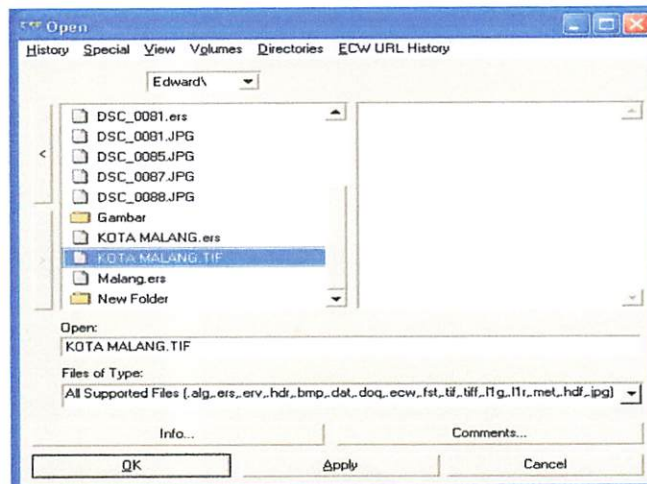 Open
History Special View Volumes Directories ECW URL History
Edward\
<
DSC_0081.ers
DSC_0081.JPG
DSC_0085.JPG
DSC_0087.JPG
DSC_0088.JPG
Gambar
KOTA MALANG.ers
KOTA MALANG.TIF
Malang.ers
New Folder
Open:
KOTA MALANG.TIF
Files of Type:
All Supported Files (.alg,.ers,.erv,.hdr,.bmp,.dat,.doq,.ecw,.fst,.tif,.tiff,.l1g,.l1r,.met,.hdf,.jpg)
Info... Comments...
OK Apply Cancel